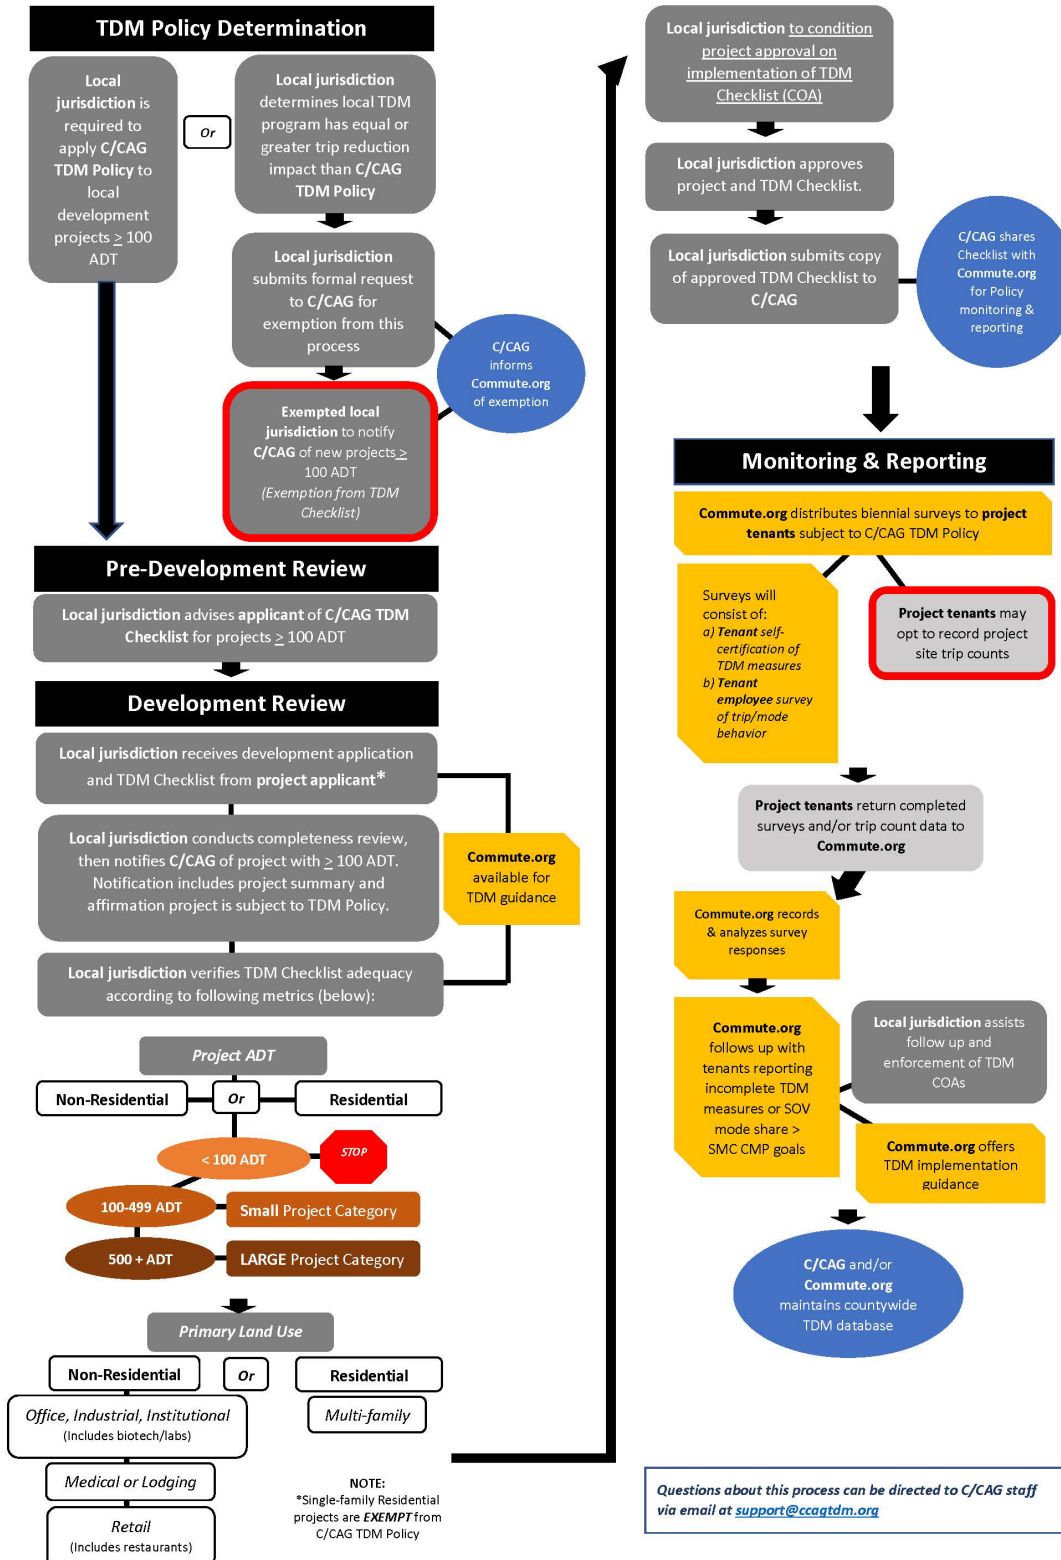 TDM Policy Determination
Local
jurisdiction is
required to
apply C/CAG
TDM Policy to
local
development
projects > 100
ADT
Or
Local jurisdiction
determines local TDM
program has equal or
greater trip reduction
impact than C/CAG
TDM Policy
Local jurisdiction
submits formal request
to C/CAG for
exemption from this
process
C/CAG
informs
Commute.org
of exemption
Exempted local
jurisdiction to notify
C/CAG of new projects >
100 ADT
(Exemption from TDM
Checklist)
Pre-Development Review
Local jurisdiction advises applicant of C/CAG TDM
Checklist for projects > 100 ADT
Development Review
Local jurisdiction receives development application
and TDM Checklist from project applicant*
Local jurisdiction conducts completeness review,
then notifies C/CAG of project with > 100 ADT.
Notification includes project summary and
affirmation project is subject to TDM Policy.
Commute.org
available for
TDM guidance
Local jurisdiction verifies TDM Checklist adequacy
according to following metrics (below):
Project ADT
Non-Residential
Or
Residential
< 100 ADT
STOP
100-499 ADT
Small Project Category
500 + ADT
LARGE Project Category
Primary Land Use
Non-Residential
Or
Residential
Office, Industrial, Institutional
(Includes biotech/labs)
Multi-family
Medical or Lodging
Retail
(Includes restaurants)
NOTE:
*Single-family Residential
projects are EXEMPT from
C/CAG TDM Policy
Local jurisdiction to condition
project approval on
implementation of TDM
Checklist (COA)
Local jurisdiction approves
project and TDM Checklist.
Local jurisdiction submits copy
of approved TDM Checklist to
C/CAG
C/CAG shares
Checklist with
Commute.org
for Policy
monitoring &
reporting
Monitoring & Reporting
Commute.org distributes biennial surveys to project
tenants subject to C/CAG TDM Policy
Surveys will
consist of:
a) Tenant self-
certification of
TDM measures
b) Tenant
employee survey
of trip/mode
behavior
Project tenants may
opt to record project
site trip counts
Project tenants return completed
surveys and/or trip count data to
Commute.org
Commute.org records
& analyzes survey
responses
Commute.org
follows up with
tenants reporting
incomplete TDM
measures or SOV
mode share >
SMC CMP goals
Local jurisdiction assists
follow up and
enforcement of TDM
COAs
Commute.org offers
TDM implementation
guidance
C/CAG and/or
Commute.org
maintains countywide
TDM database
Questions about this process can be directed to C/CAG staff
via email at support@ccagtdm.org